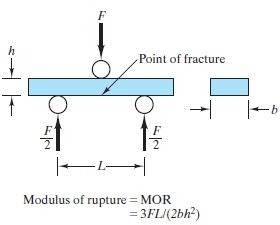 F
h
Point of fracture
b
F/2
F/2
L
Modulus of rupture = MOR
= 3FL/(2bh²)